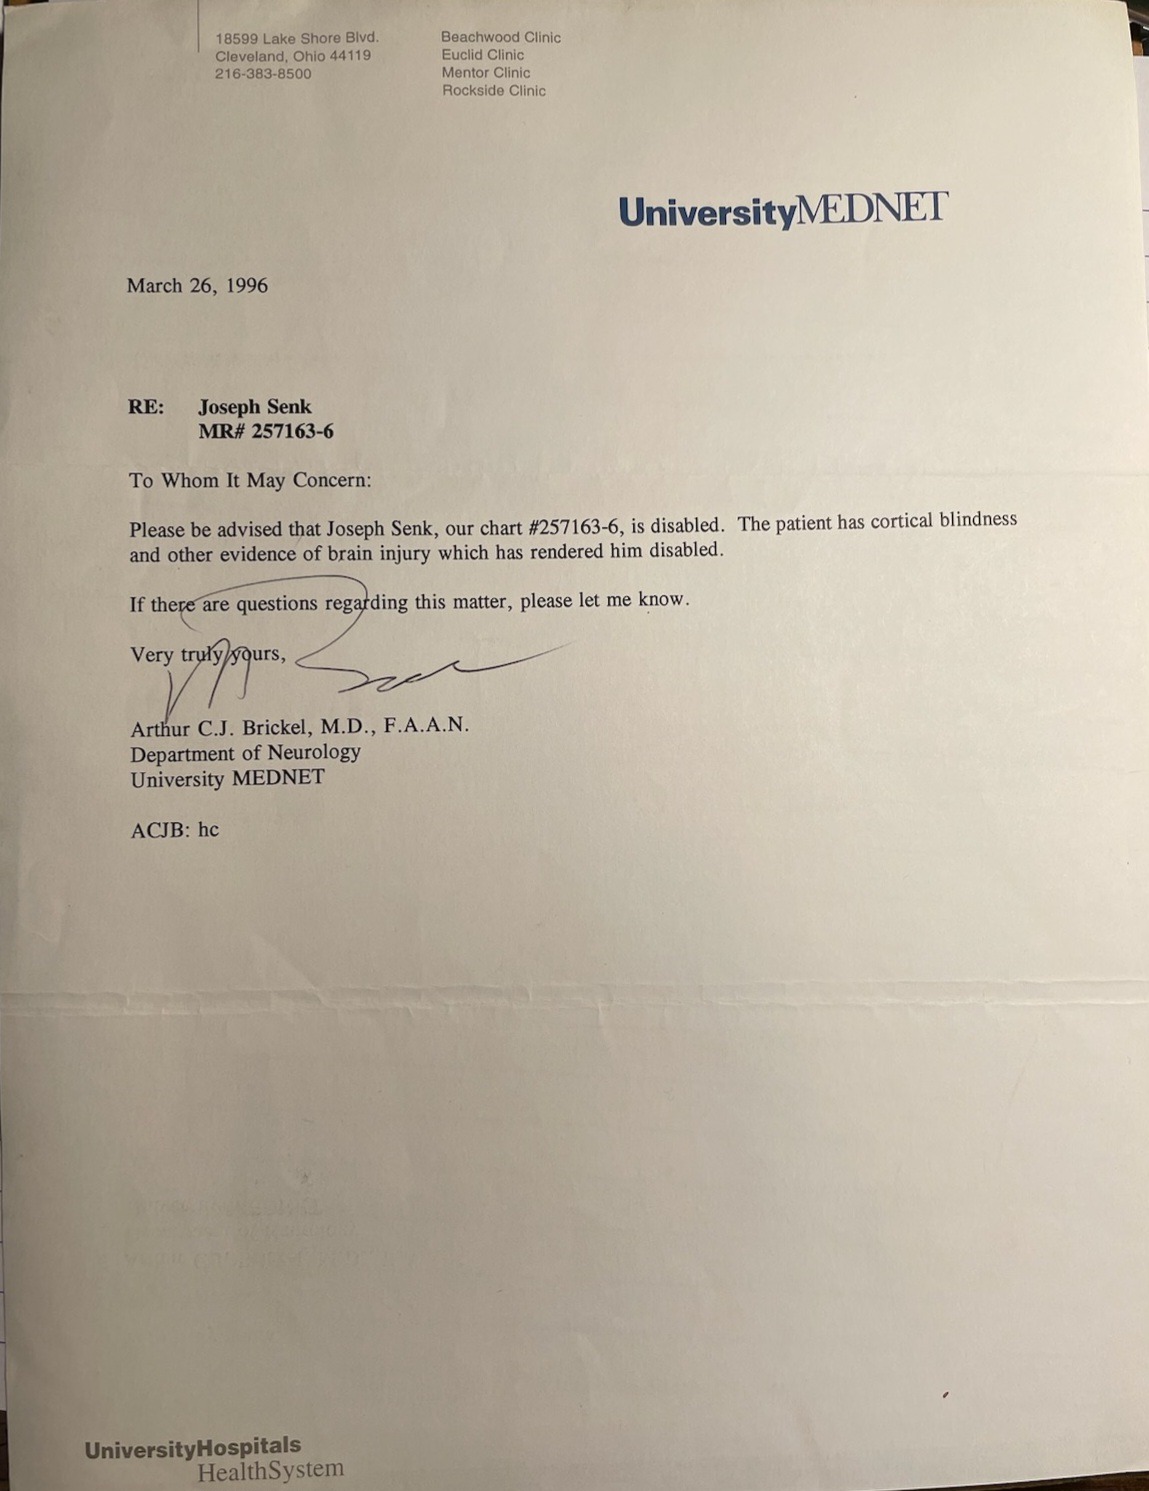 18599 Lake Shore Blvd.
Cleveland, Ohio 44119
216-383-8500
Beachwood Clinic
Euclid Clinic
Mentor Clinic
Rockside Clinic
UniversityMEDNET
March 26, 1996
RE: Joseph Senk
MR# 257163-6
To Whom It May Concern:
Please be advised that Joseph Senk, our chart #257163-6, is disabled. The patient has cortical blindness
and other evidence of brain injury which has rendered him disabled.
If there are questions regarding this matter, please let me know.
Very truly yours,
Arthur C.J. Brickel, M.D., F.A.A.N.
Department of Neurology
University MEDNET
ACJB: hc
UniversityHospitals
HealthSystem